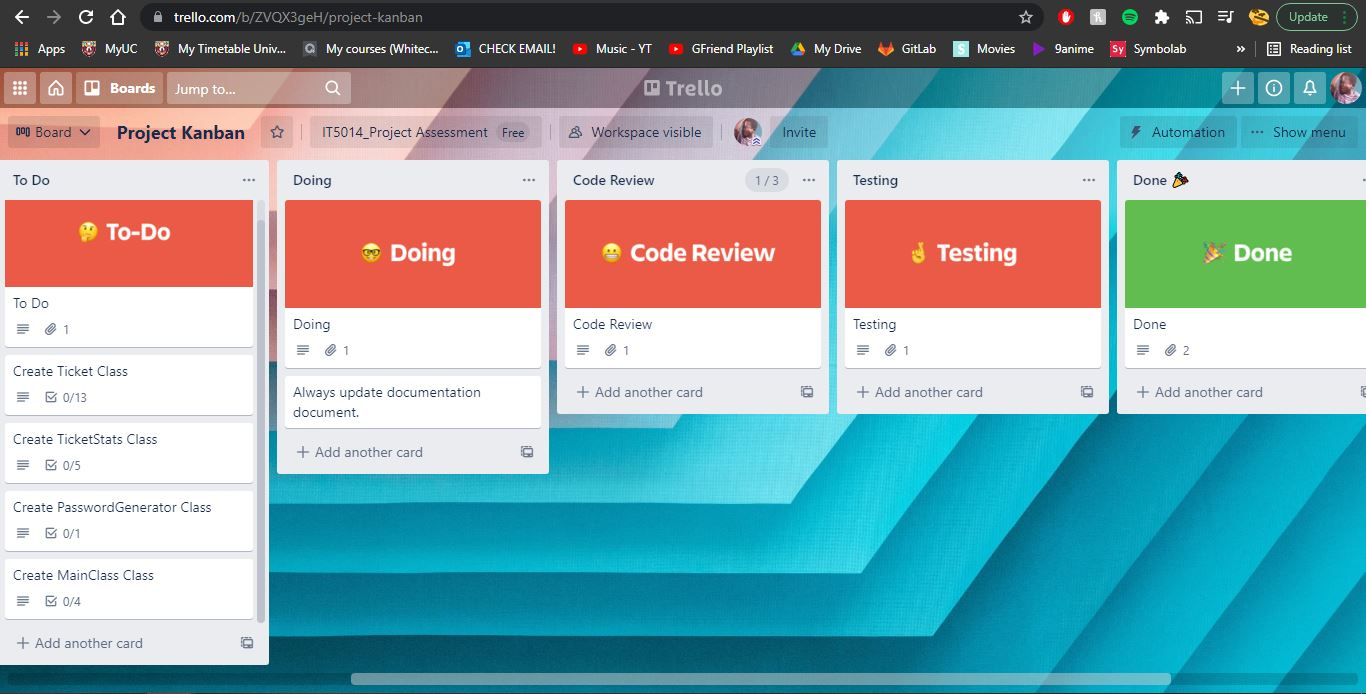 trello.com/b/ZVQX3geH/project-kanban
Update
Apps
MyUC
My Timetable Univ...
My courses (Whitec...
CHECK EMAIL!
Music - YT
GFriend Playlist
My Drive
GitLab
Movies
9anime
Sy Symbolab
»
Reading list
Boards
Jump to...
Trello
Board
Project Kanban
IT5014_Project Assessment Free
Workspace visible
Invite
Automation
Show menu
To Do
🤔 To-Do
To Do
1
Create Ticket Class
0/13
Create TicketStats Class
0/5
Create PasswordGenerator Class
0/1
Create MainClass Class
0/4
+ Add another card
Doing
🤓 Doing
Doing
1
Always update documentation
document.
+ Add another card
Code Review 1 / 3
😬 Code Review
Code Review
1
+ Add another card
Testing
🤞 Testing
Testing
1
+ Add another card
Done 🎉
🎉 Done
Done
2
+ Add another card